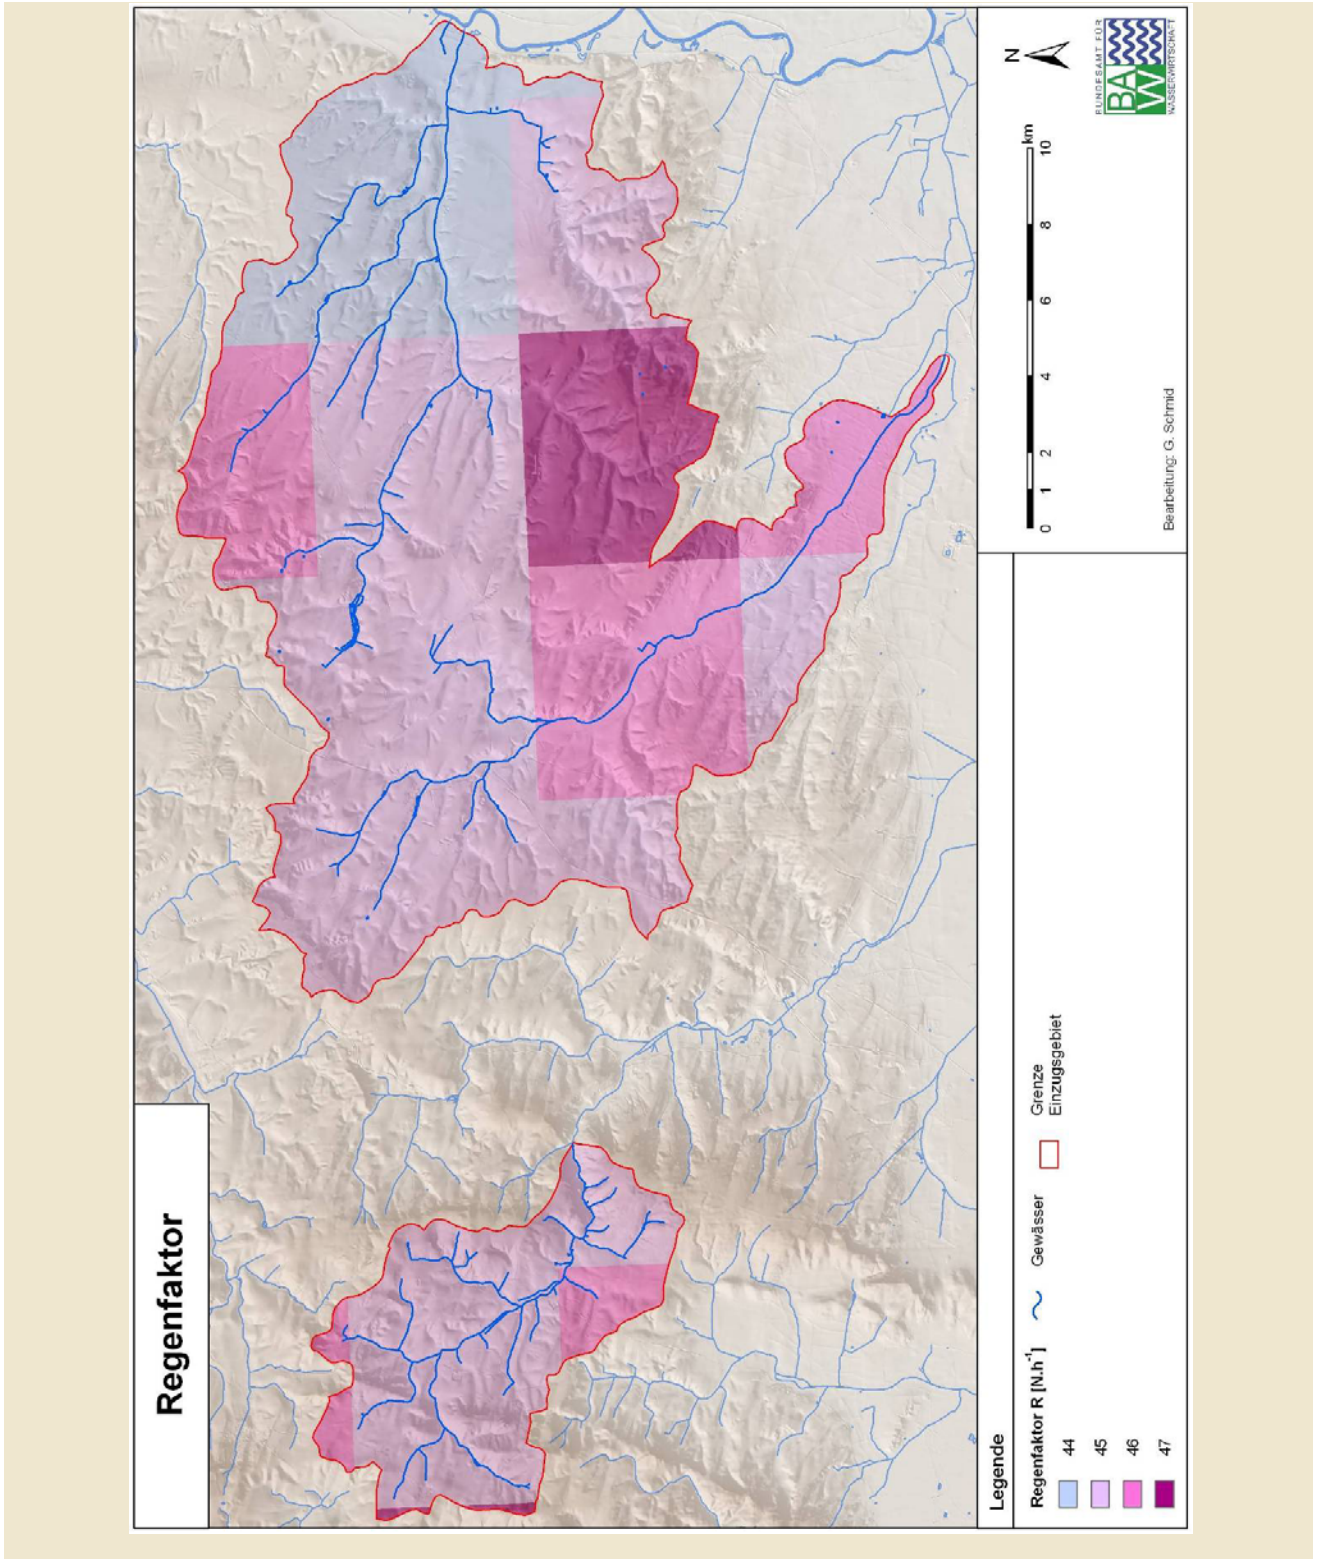 Regenfaktor
Legende
Regenfaktor R [N.h⁻¹]
44
45
46
47
Gewässer
Grenze
Einzugsgebiet
N
km
0
1
2
4
6
8
10
Bearbeitung: G. Schmid
BUNDESAMT FÜR
BAW
WASSERWIRTSCHAFT